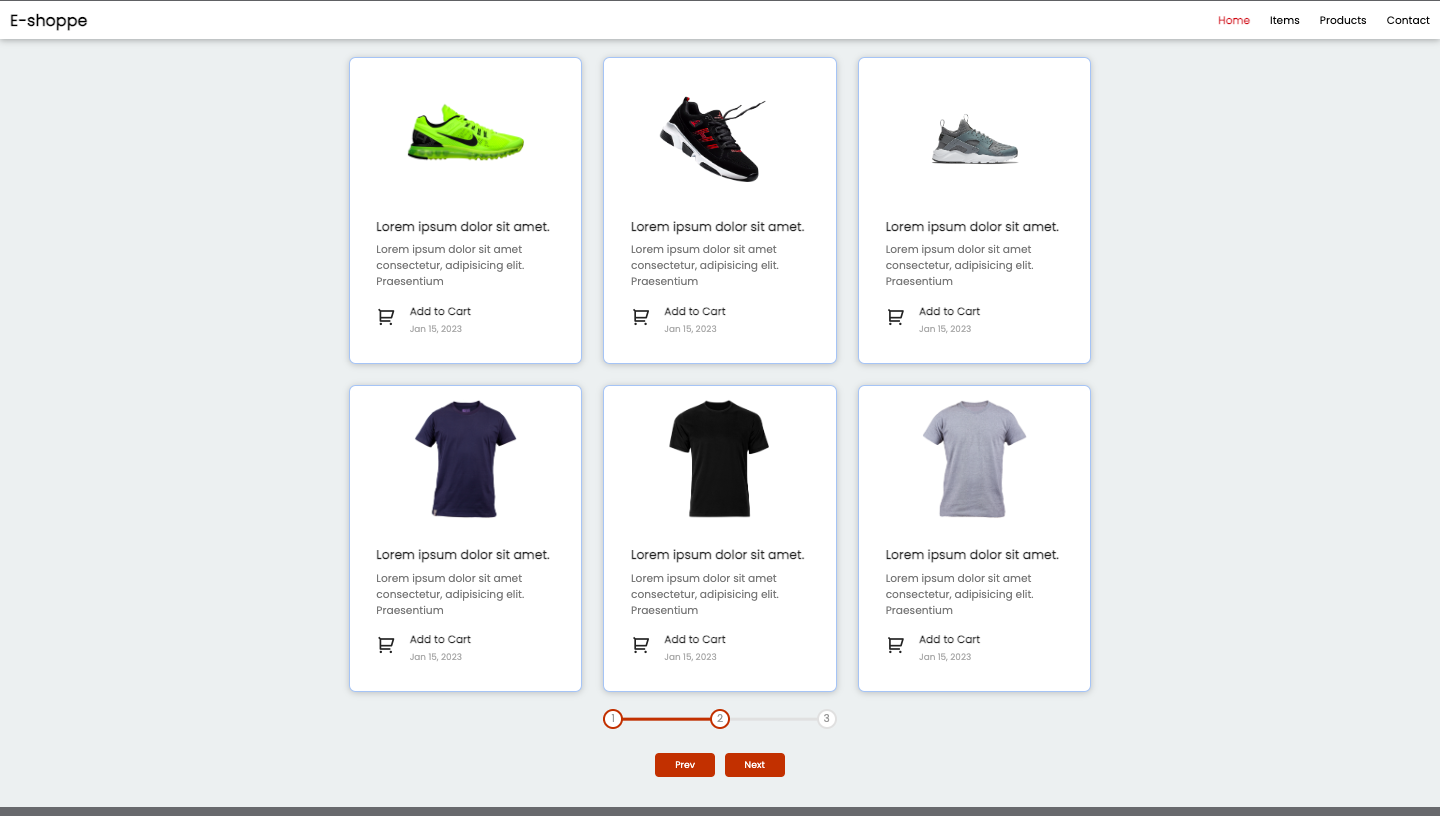 E-shoppe
Home Items Products Contact
Lorem ipsum dolor sit amet.
Lorem ipsum dolor sit amet
consectetur, adipisicing elit.
Praesentium
Add to Cart
Jan 15, 2023
Lorem ipsum dolor sit amet.
Lorem ipsum dolor sit amet
consectetur, adipisicing elit.
Praesentium
Add to Cart
Jan 15, 2023
Lorem ipsum dolor sit amet.
Lorem ipsum dolor sit amet
consectetur, adipisicing elit.
Praesentium
Add to Cart
Jan 15, 2023
Lorem ipsum dolor sit amet.
Lorem ipsum dolor sit amet
consectetur, adipisicing elit.
Praesentium
Add to Cart
Jan 15, 2023
Lorem ipsum dolor sit amet.
Lorem ipsum dolor sit amet
consectetur, adipisicing elit.
Praesentium
Add to Cart
Jan 15, 2023
Lorem ipsum dolor sit amet.
Lorem ipsum dolor sit amet
consectetur, adipisicing elit.
Praesentium
Add to Cart
Jan 15, 2023
1 2 3
Prev Next